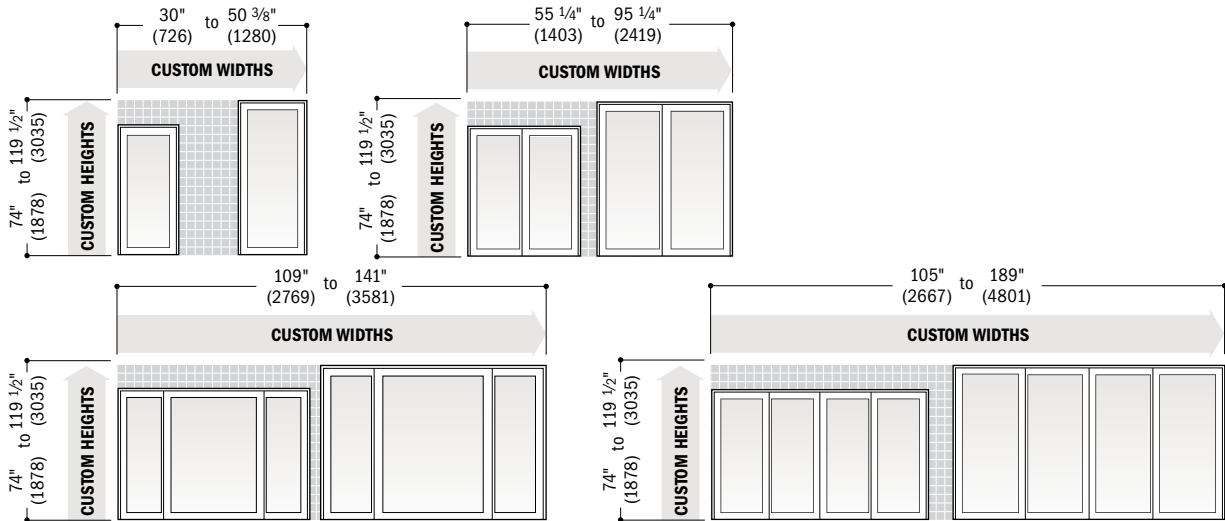 30" to 50 3/8"
(726) (1280)
CUSTOM WIDTHS
74" to 119 1/2"
(1878) (3035)
CUSTOM HEIGHTS
55 1/4" to 95 1/4"
(1403) (2419)
CUSTOM WIDTHS
74" to 119 1/2"
(1878) (3035)
CUSTOM HEIGHTS
109" to 141"
(2769) (3581)
CUSTOM WIDTHS
74" to 119 1/2"
(1878) (3035)
CUSTOM HEIGHTS
105" to 189"
(2667) (4801)
CUSTOM WIDTHS
74" to 119 1/2"
(1878) (3035)
CUSTOM HEIGHTS